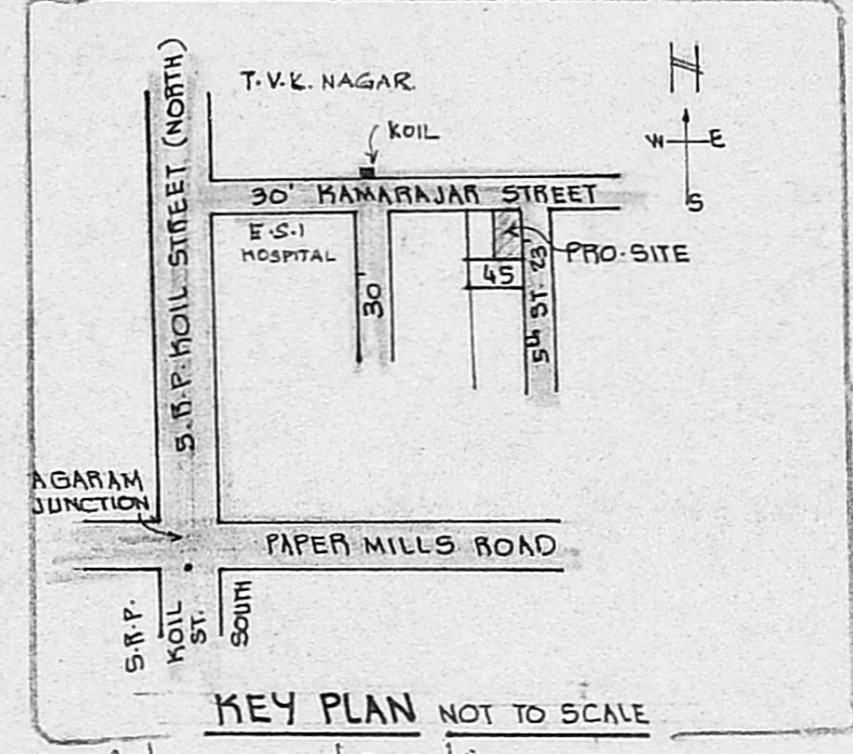 T.V.K. NAGAR
N
KOIL
W E
S
30' KAMARAJAR STREET
E.S.I
HOSPITAL
PRO-SITE
45
30'
54 ST. 23'
S.R.P. KOIL STREET (NORTH)
AGARAM
JUNCTION
PAPER MILLS ROAD
S.R.P.
KOIL
ST.
SOUTH
KEY PLAN NOT TO SCALE